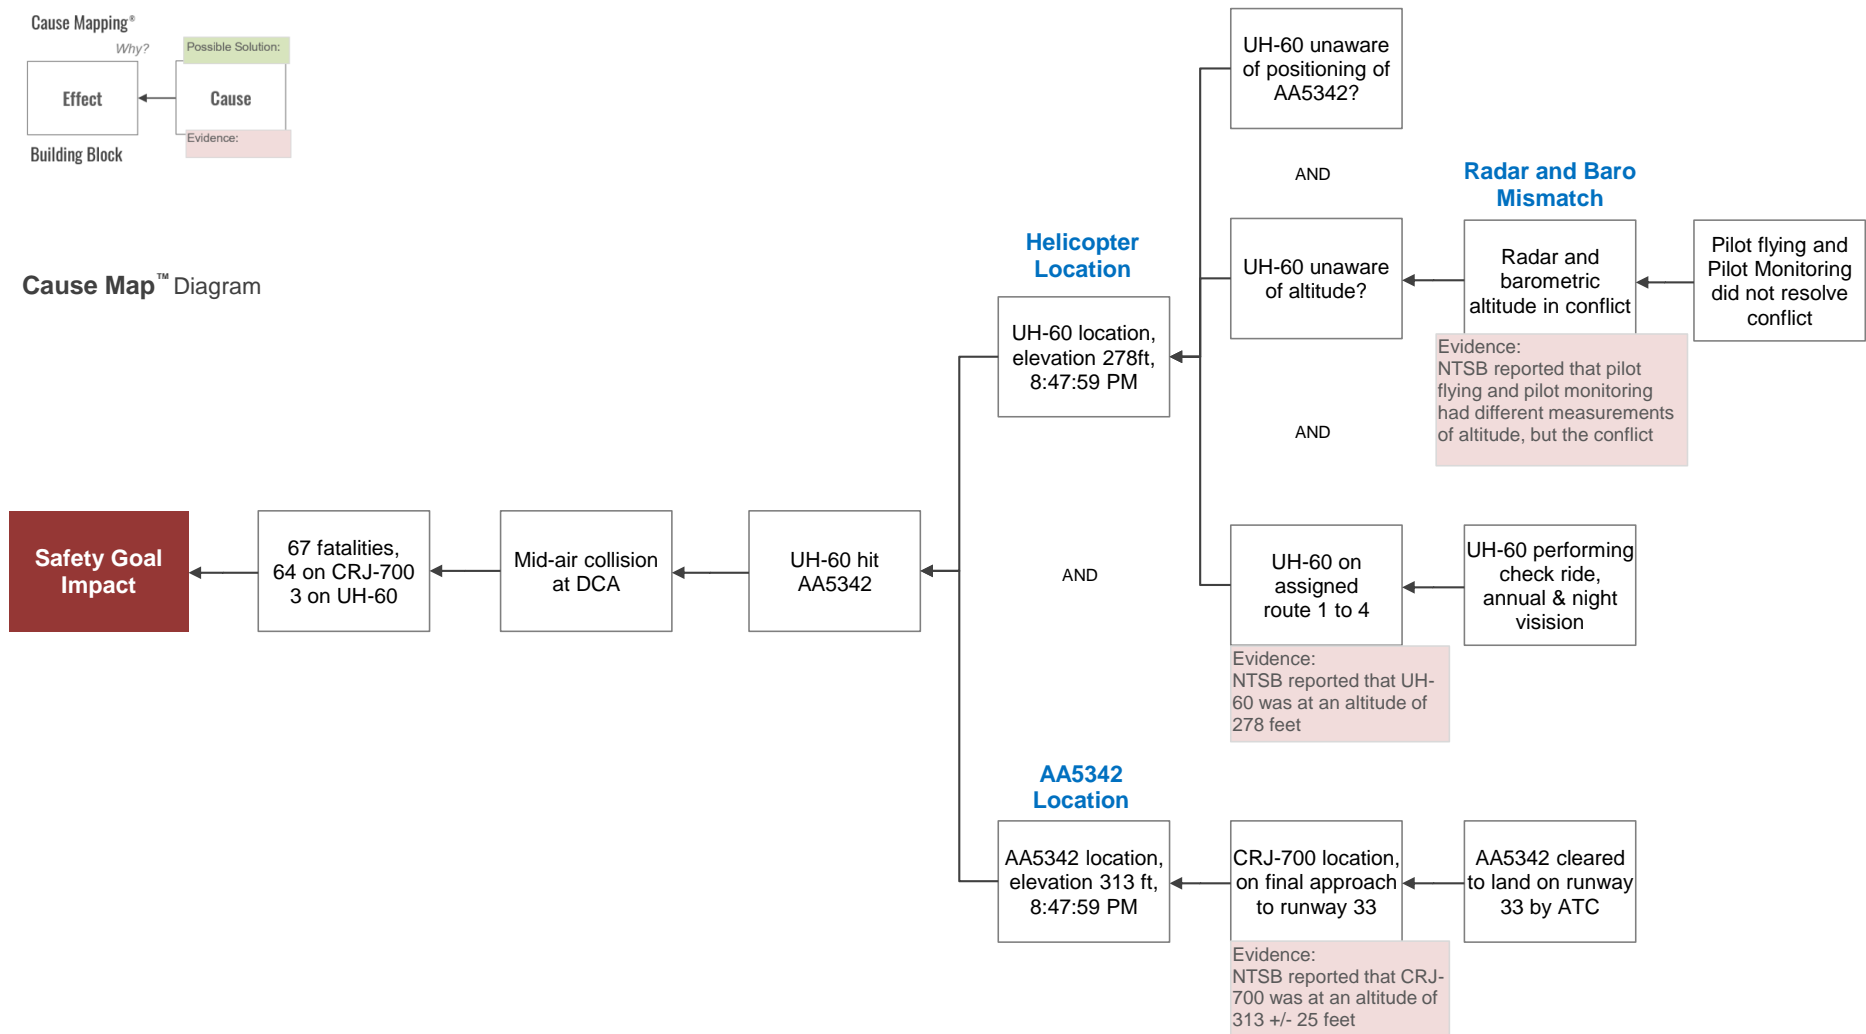 Cause Mapping®
Why?
Possible Solution:
Effect
Cause
Evidence:
Building Block
Cause Map™ Diagram
Safety Goal
Impact
67 fatalities,
64 on CRJ-700
3 on UH-60
Mid-air collision
at DCA
UH-60 hit
AA5342
AND
Helicopter
Location
UH-60 location,
elevation 278ft,
8:47:59 PM
UH-60 unaware
of positioning of
AA5342?
AND
UH-60 unaware
of altitude?
Radar and Baro
Mismatch
Radar and
barometric
altitude in conflict
Evidence:
NTSB reported that pilot
flying and pilot monitoring
had different measurements
of altitude, but the conflict
Pilot flying and
Pilot Monitoring
did not resolve
conflict
AND
UH-60 on
assigned
route 1 to 4
Evidence:
NTSB reported that UH-
60 was at an altitude of
278 feet
UH-60 performing
check ride,
annual & night
visision
AA5342
Location
AA5342 location,
elevation 313 ft,
8:47:59 PM
CRJ-700 location,
on final approach
to runway 33
Evidence:
NTSB reported that CRJ-
700 was at an altitude of
313 +/- 25 feet
AA5342 cleared
to land on runway
33 by ATC